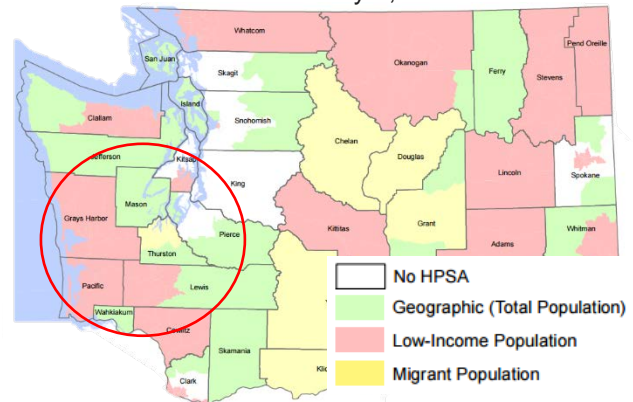 Whatcom
San Juan
Skagit
Okanogan
Ferry
Stevens
Pend Oreille
Island
Snohomish
Clallam
Chelan
Douglas
Jefferson
Kitsap
King
Lincoln
Spokane
Mason
Grays Harbor
Grant
Pierce
Kittitas
Adams
Whitman
Thurston
Pacific
Lewis
Wahkiakum
Cowlitz
Skamania
Clark
No HPSA
Geographic (Total Population)
Low-Income Population
Migrant Population